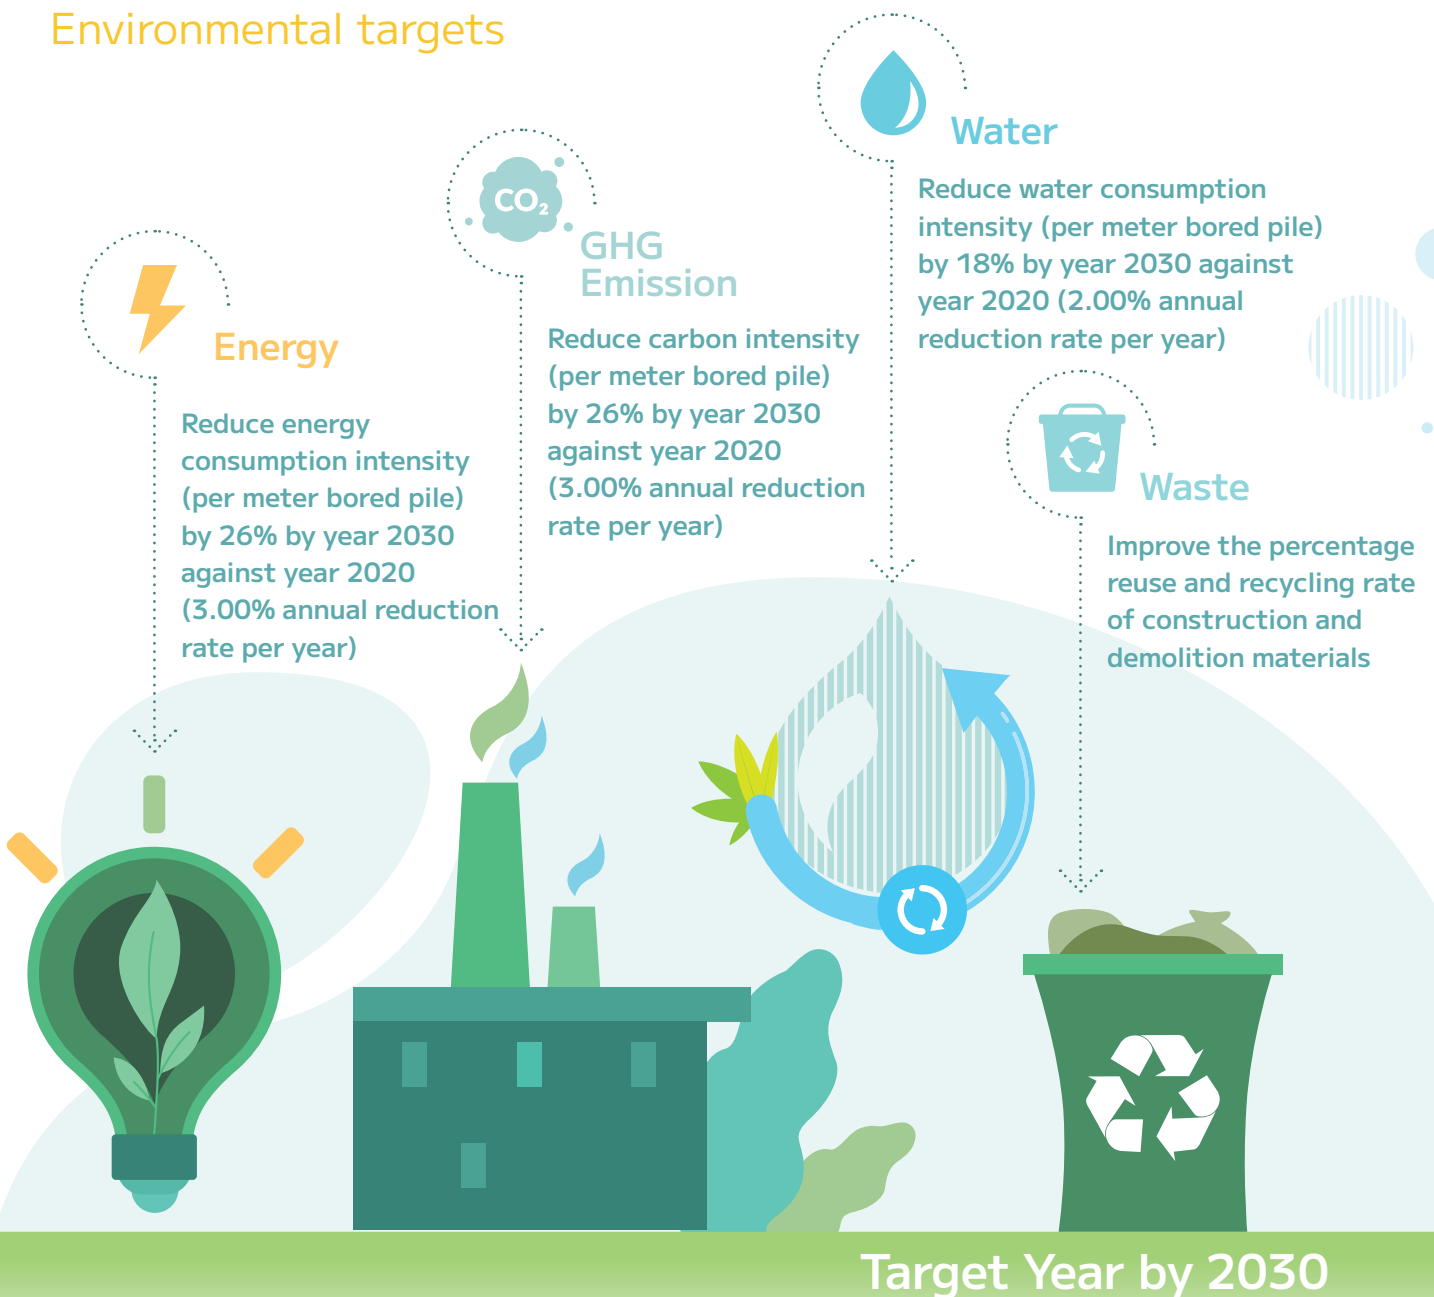 Environmental targets
Energy
Reduce energy
consumption intensity
(per meter bored pile)
by 26% by year 2030
against year 2020
(3.00% annual reduction
rate per year)
CO₂
GHG
Emission
Reduce carbon intensity
(per meter bored pile)
by 26% by year 2030
against year 2020
(3.00% annual reduction
rate per year)
Water
Reduce water consumption
intensity (per meter bored pile)
by 18% by year 2030 against
year 2020 (2.00% annual
reduction rate per year)
Waste
Improve the percentage
reuse and recycling rate
of construction and
demolition materials
Target Year by 2030